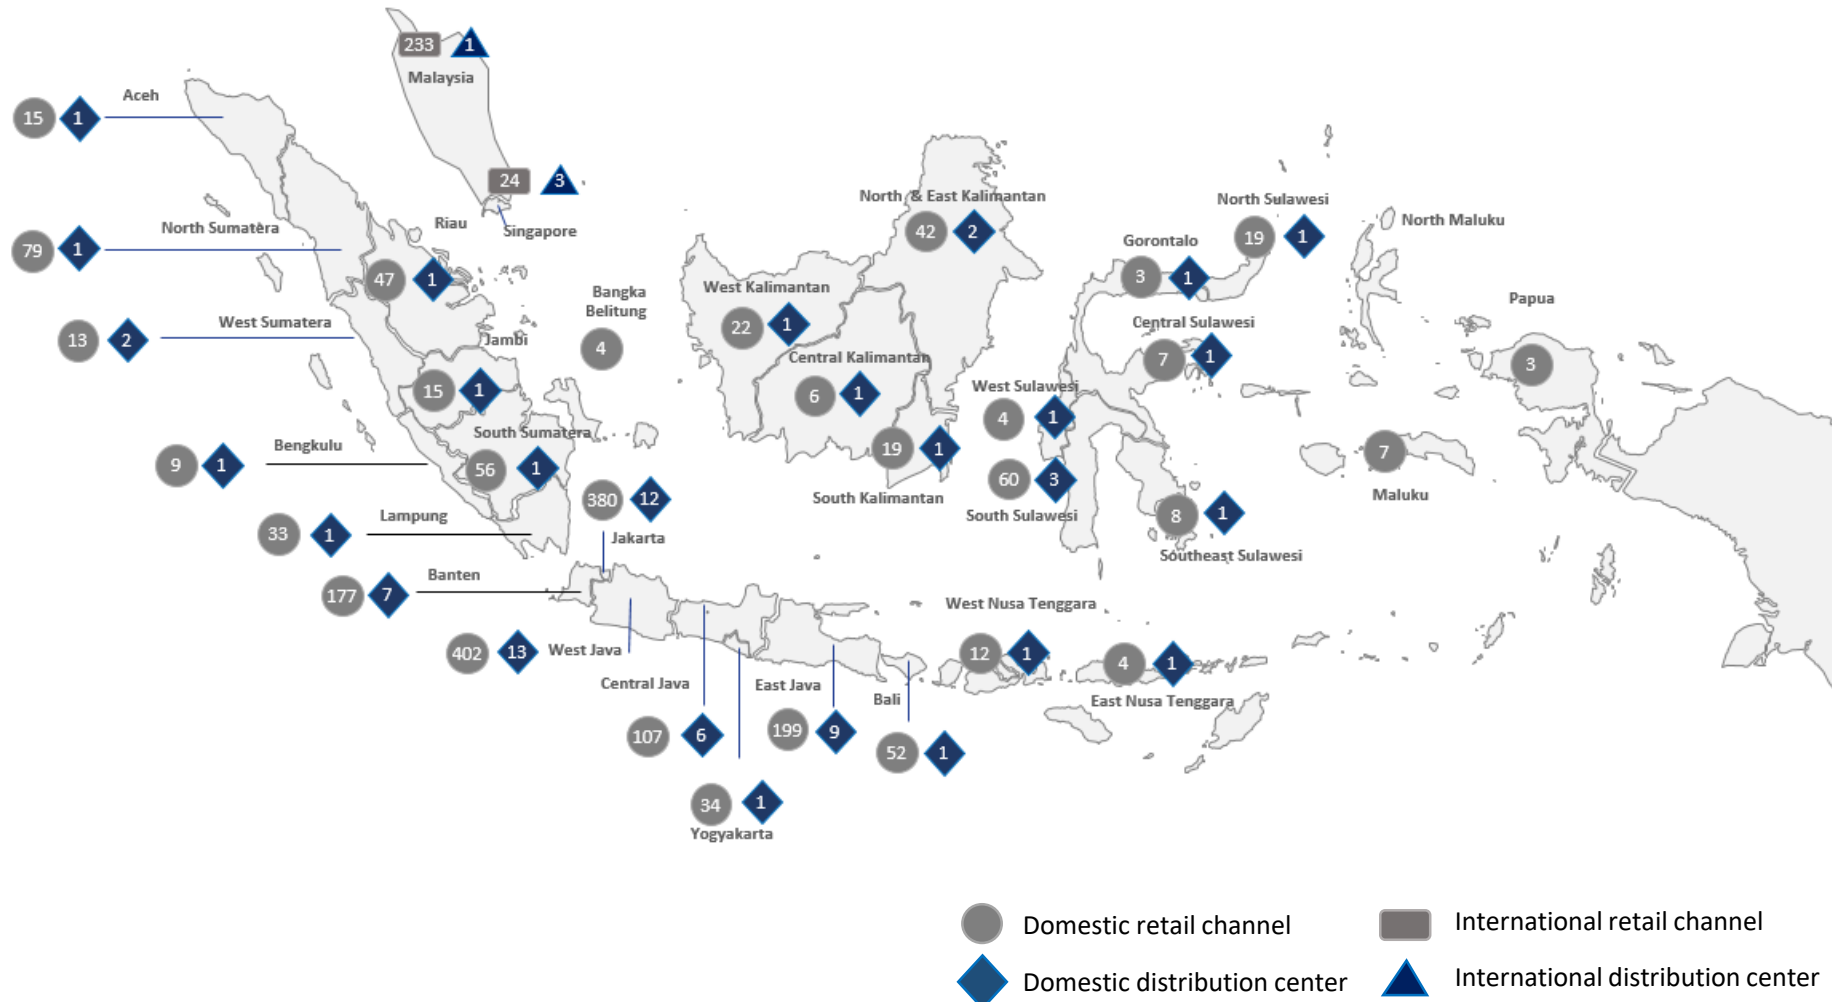 233 1
Malaysia
Aceh
15 1
24 3
Singapore
North Sumatera
79 1
Riau
47 1
West Sumatera
13 2
Jambi
15 1
Bangka
Belitung
4
Bengkulu
9 1
South Sumatera
56 1
Lampung
33 1
380 12
Jakarta
Banten
177 7
402 13 West Java
Central Java
107 6
34 1
Yogyakarta
East Java
199 9
Bali
52 1
North & East Kalimantan
42 2
West Kalimantan
22 1
Central Kalimantan
6 1
19 1
South Kalimantan
North Sulawesi
19 1
Gorontalo
3 1
Central Sulawesi
7 1
West Sulawesi
4 1
60 3
South Sulawesi
8 1
Southeast Sulawesi
West Nusa Tenggara
12 1
4 1
East Nusa Tenggara
North Maluku
Papua
3
7
Maluku
Domestic retail channel
International retail channel
Domestic distribution center
International distribution center